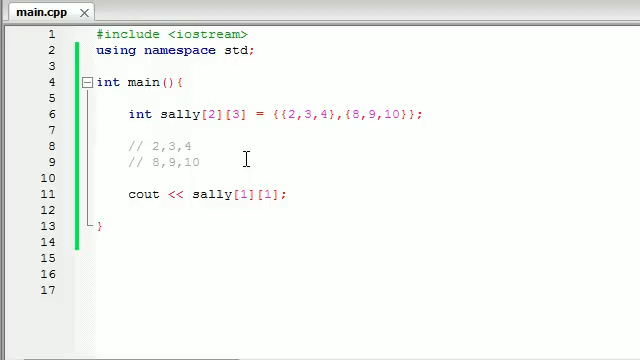 main.cpp
1 #include <iostream>
2 using namespace std;
3
4 int main(){
5
6 int sally[2][3] = {{2,3,4},{8,9,10}};
7
8 // 2,3,4
9 // 8,9,10
10
11 cout << sally[1][1];
12
13 }
14
15
16
17